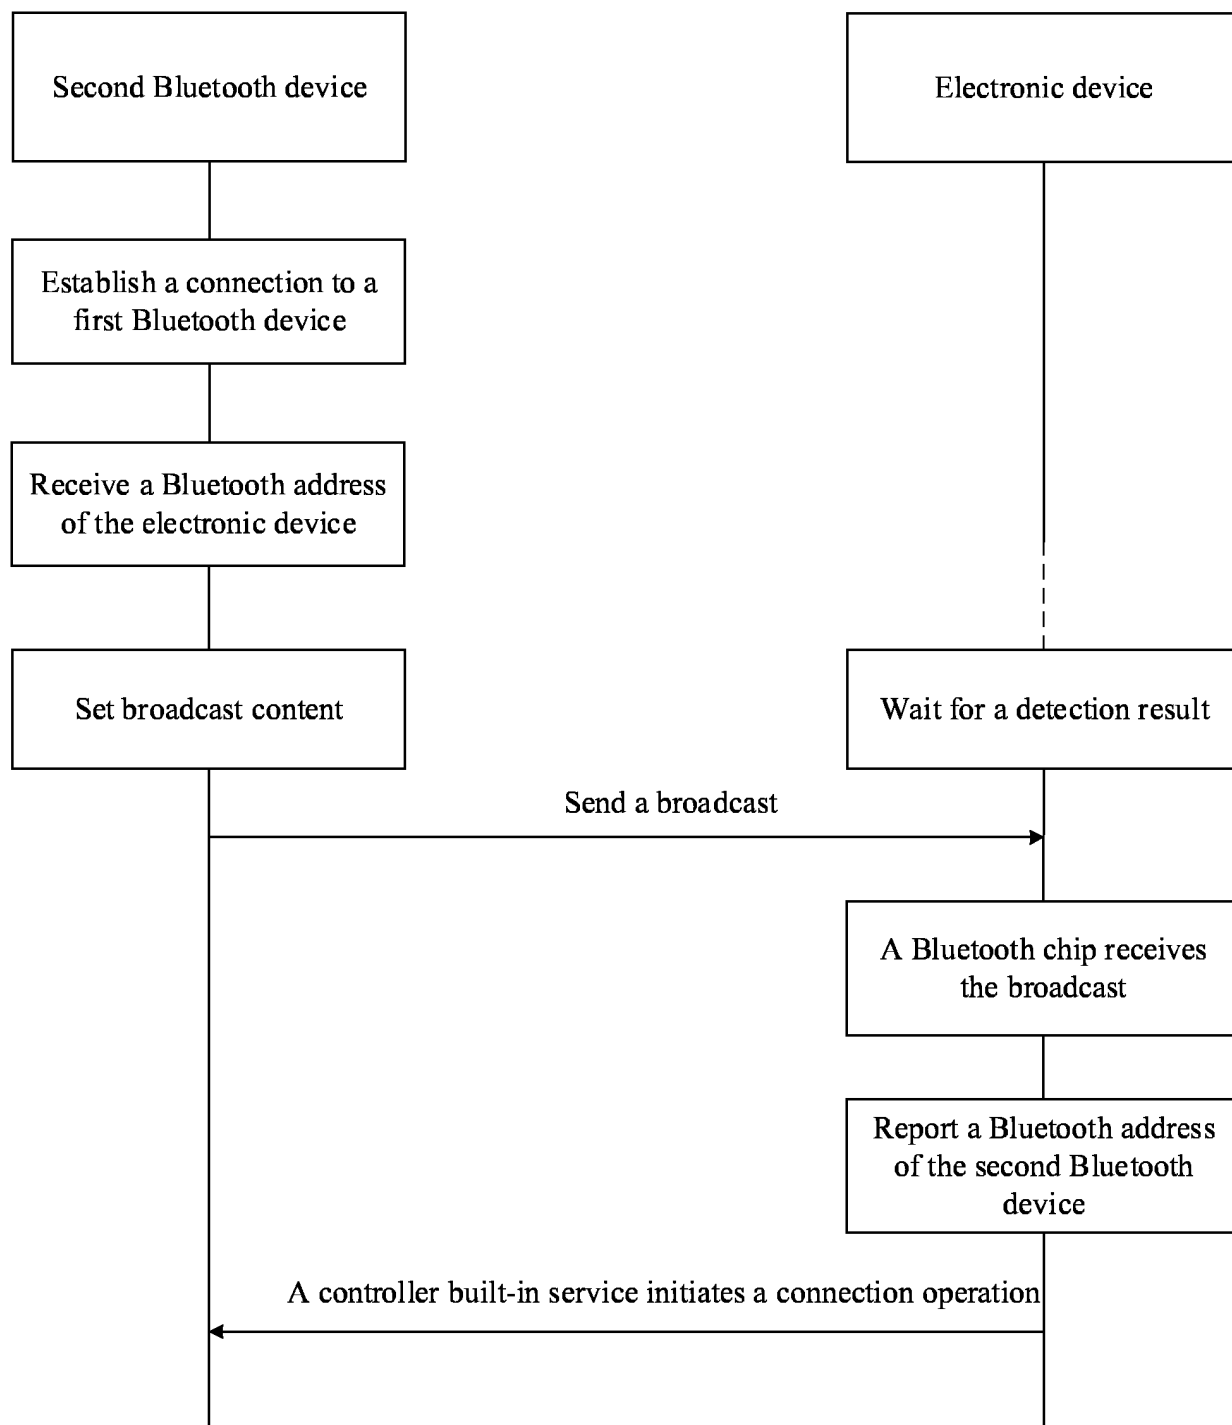 Second Bluetooth device
Electronic device
Establish a connection to a
first Bluetooth device
Receive a Bluetooth address
of the electronic device
Set broadcast content
Wait for a detection result
Send a broadcast
A Bluetooth chip receives
the broadcast
Report a Bluetooth address
of the second Bluetooth
device
A controller built-in service initiates a connection operation